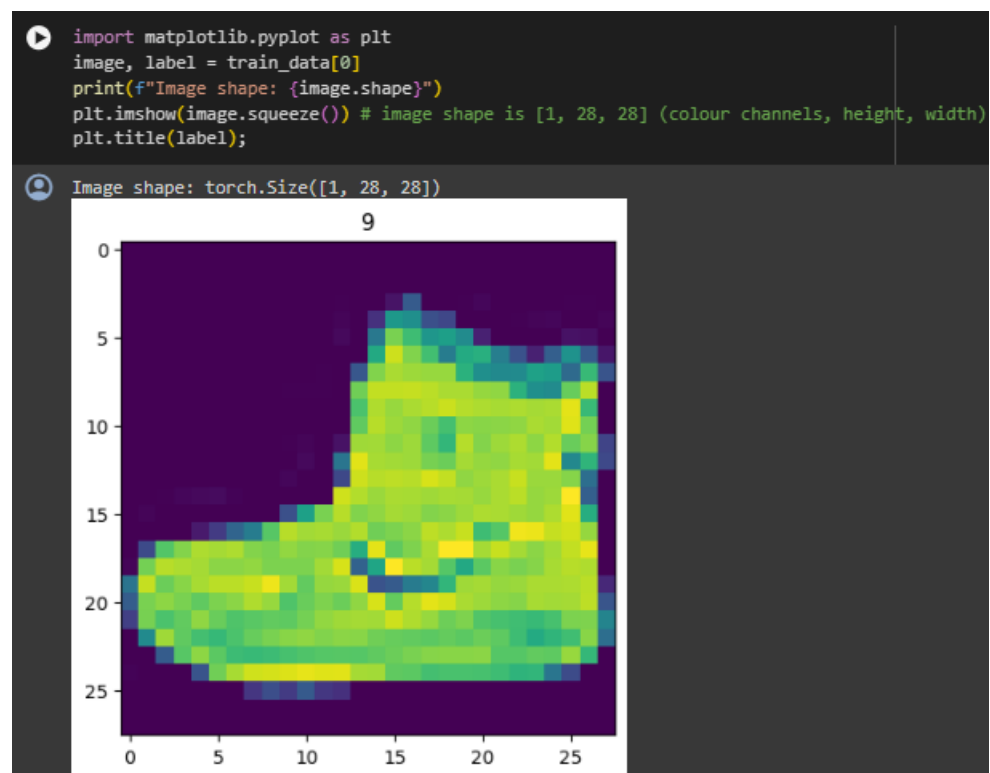 import matplotlib.pyplot as plt
image, label = train_data[0]
print(f"Image shape: {image.shape}")
plt.imshow(image.squeeze()) # image shape is [1, 28, 28] (colour channels, height, width)
plt.title(label);
Image shape: torch.Size([1, 28, 28])
9
0
5
10
15
20
25
0 5 10 15 20 25